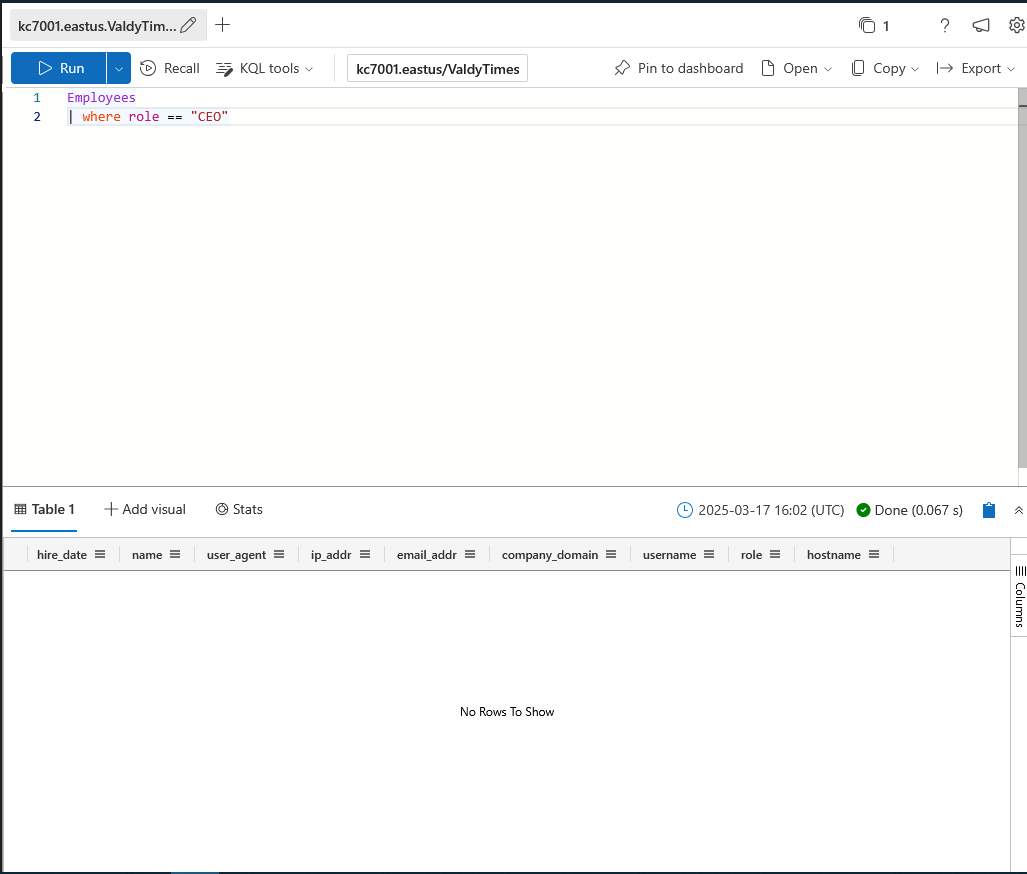 kc7001.eastus.ValdyTim...
1
Run
Recall
KQL tools
kc7001.eastus/ValdyTimes
Pin to dashboard
Open
Copy
Export
1 Employees
2 | where role == "CEO"
Table 1
Add visual
Stats
2025-03-17 16:02 (UTC)
Done (0.067 s)
hire_date name user_agent ip_addr email_addr company_domain username role hostname
Columns
No Rows To Show